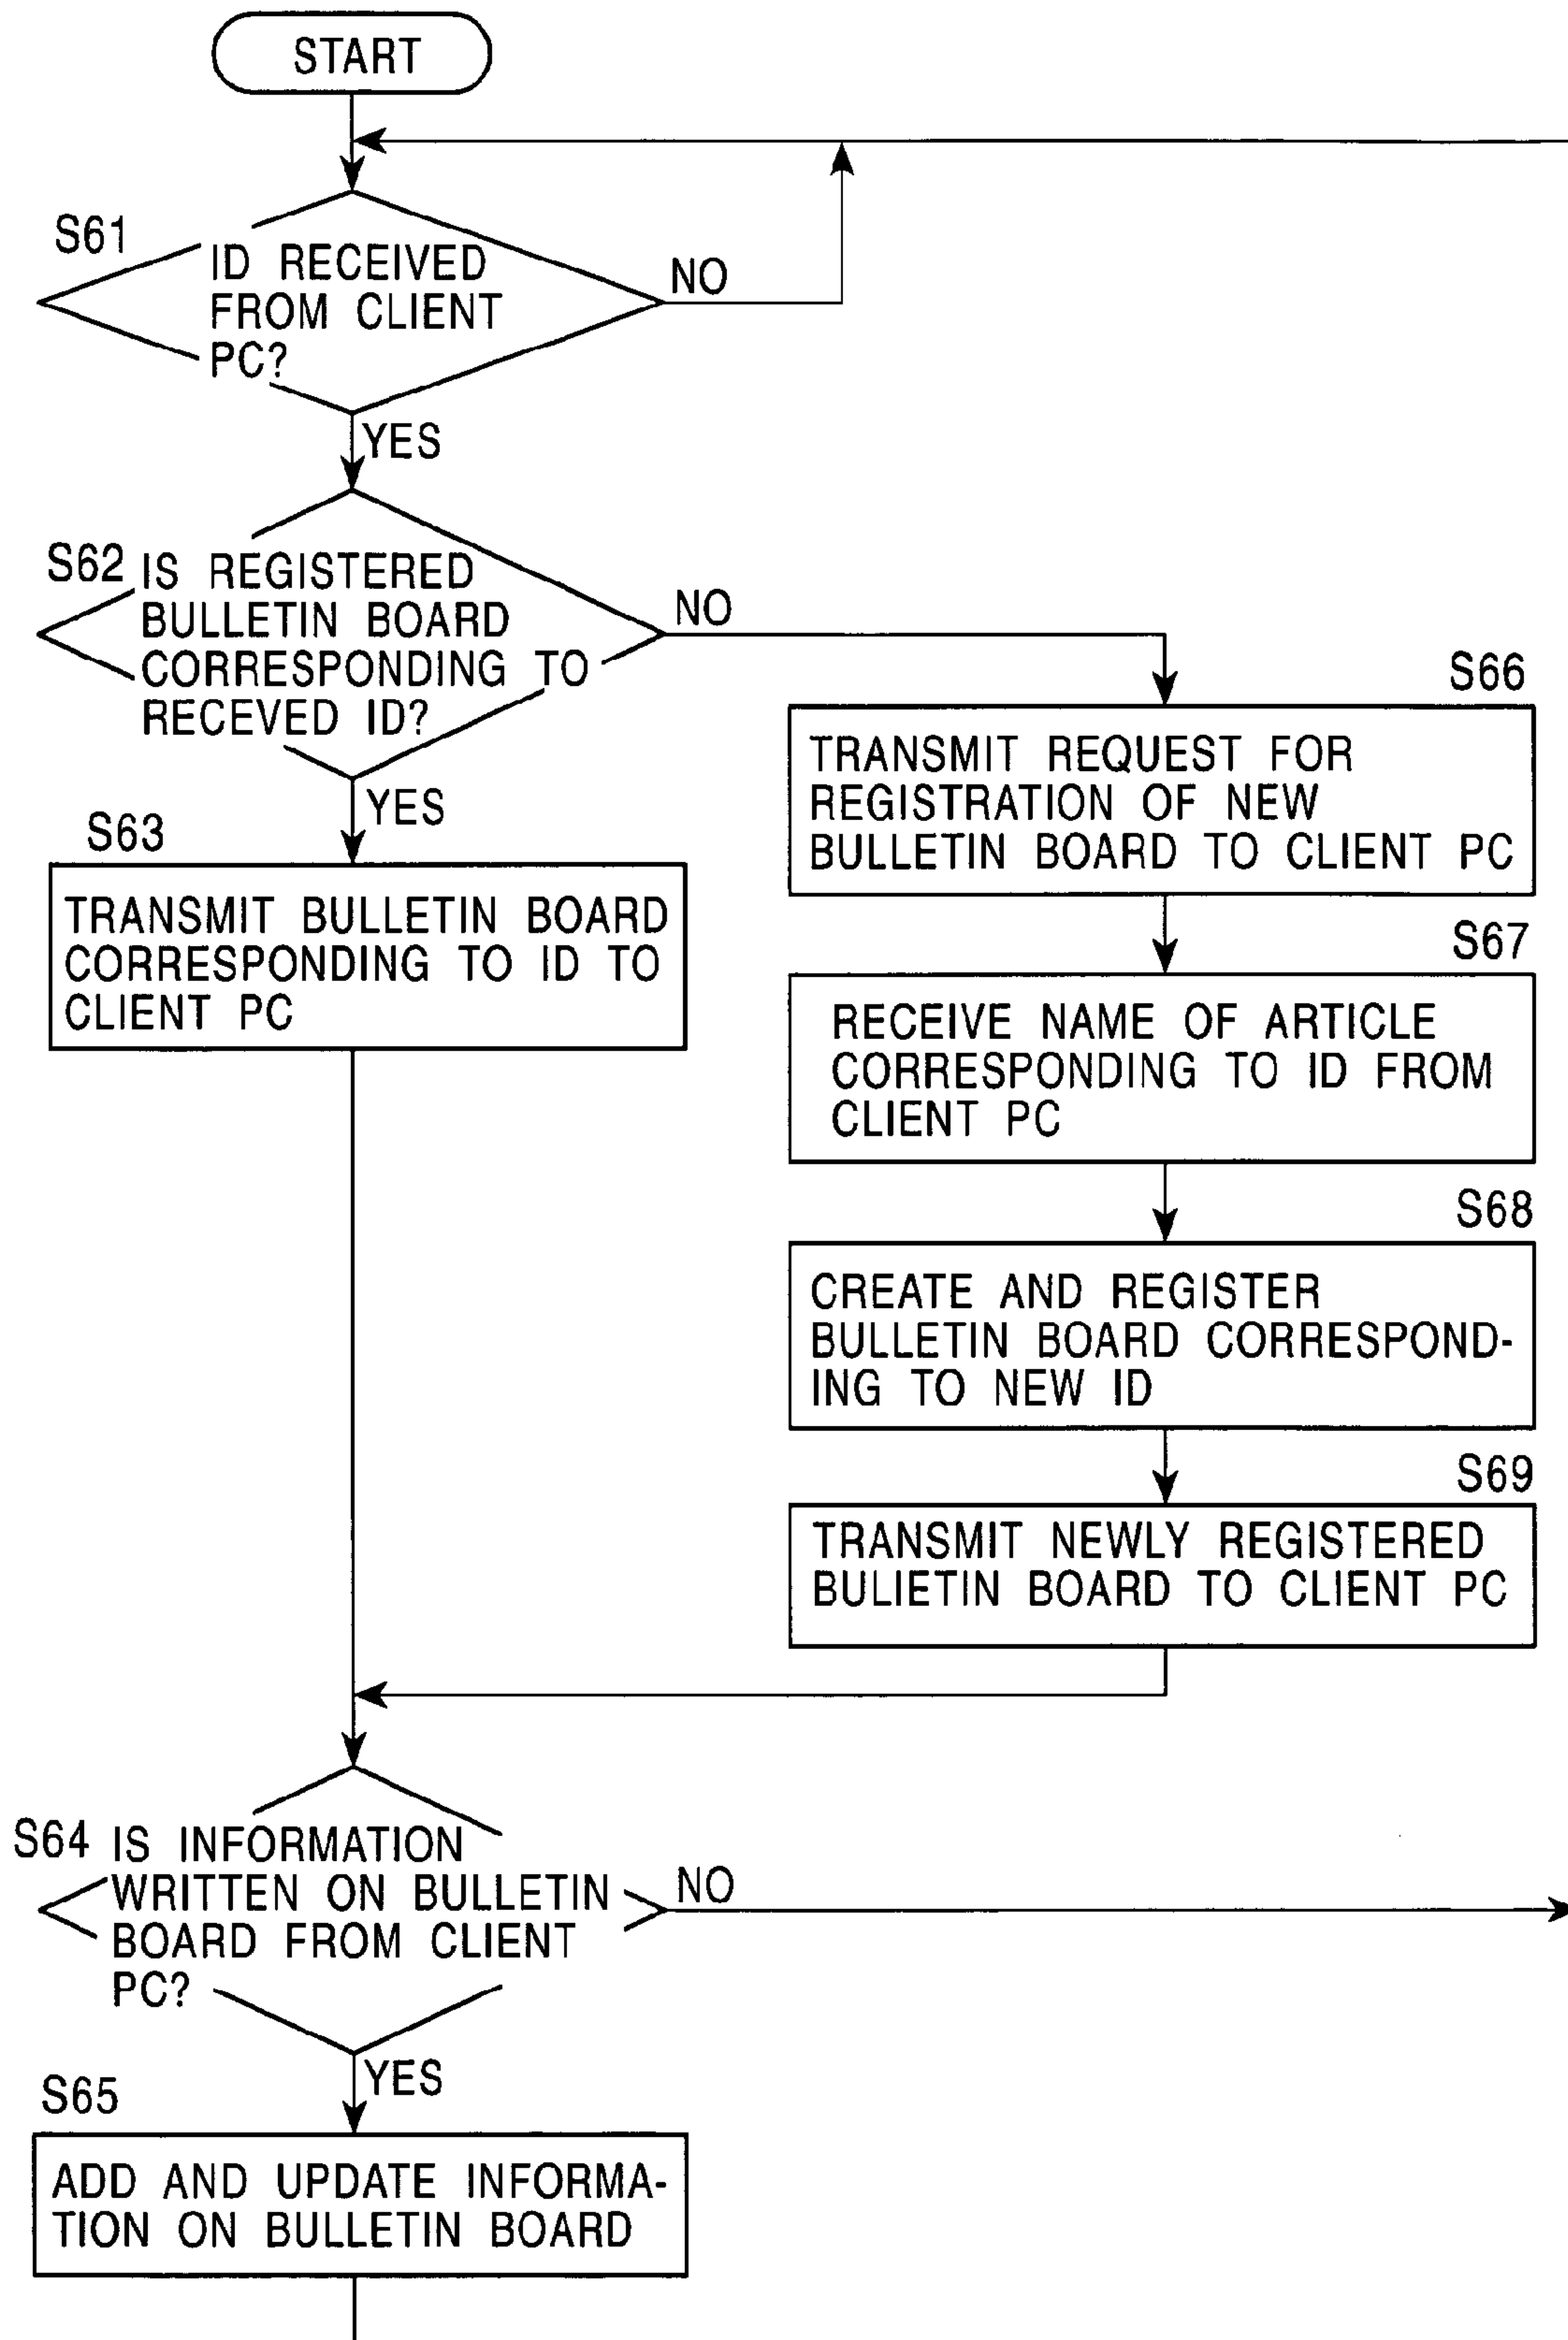 START
S61
ID RECEIVED
FROM CLIENT
PC?
NO
YES
S62
IS REGISTERED
BULLETIN BOARD
CORRESPONDING TO
RECEVED ID?
NO
YES
S63
TRANSMIT BULLETIN BOARD
CORRESPONDING TO ID TO
CLIENT PC
S66
TRANSMIT REQUEST FOR
REGISTRATION OF NEW
BULLETIN BOARD TO CLIENT PC
S67
RECEIVE NAME OF ARTICLE
CORRESPONDING TO ID FROM
CLIENT PC
S68
CREATE AND REGISTER
BULLETIN BOARD CORRESPOND-
ING TO NEW ID
S69
TRANSMIT NEWLY REGISTERED
BULIETIN BOARD TO CLIENT PC
S64
IS INFORMATION
WRITTEN ON BULLETIN
BOARD FROM CLIENT
PC?
NO
YES
S65
ADD AND UPDATE INFORMA-
TION ON BULLETIN BOARD